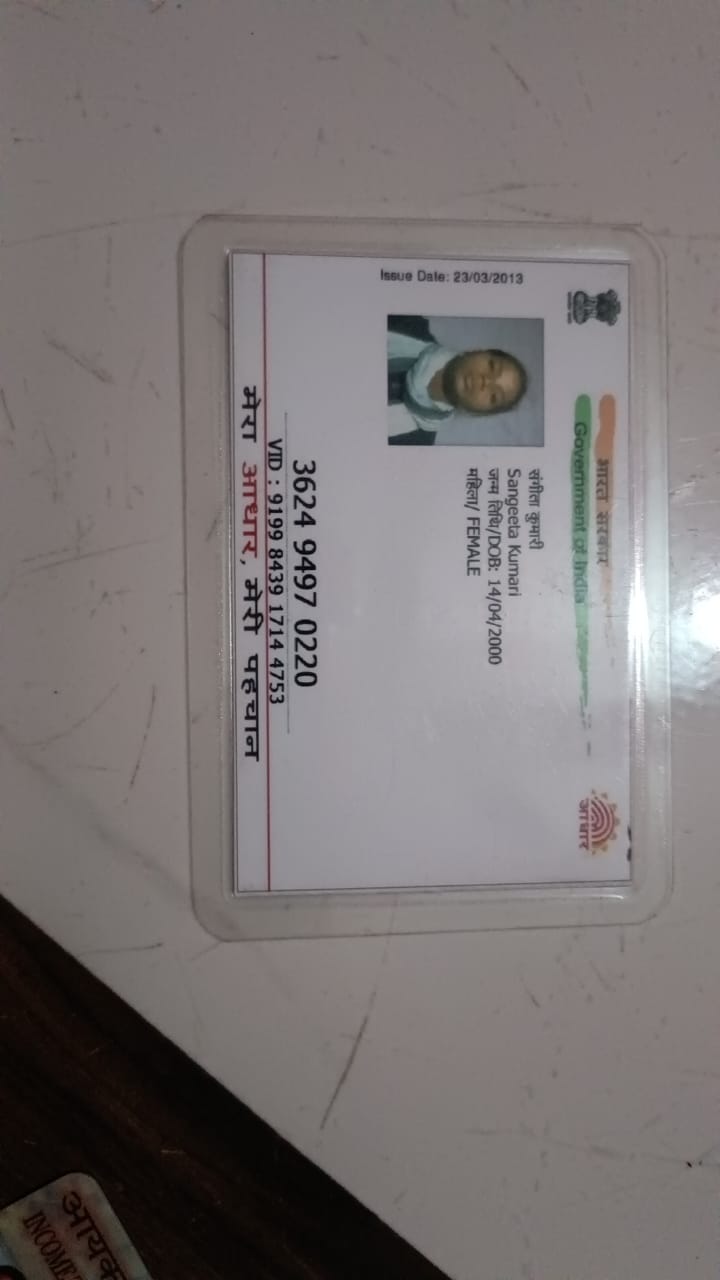 भारत सरकार
Government of India
Issue Date: 23/03/2013
संगीता कुमारी
Sangeeta Kumari
जन्म तिथि/DOB: 14/04/2000
महिला/ FEMALE
आधार
3624 9497 0220
VID : 9199 8439 1714 4753
मेरा आधार, मेरी पहचान
आयक
INCOME